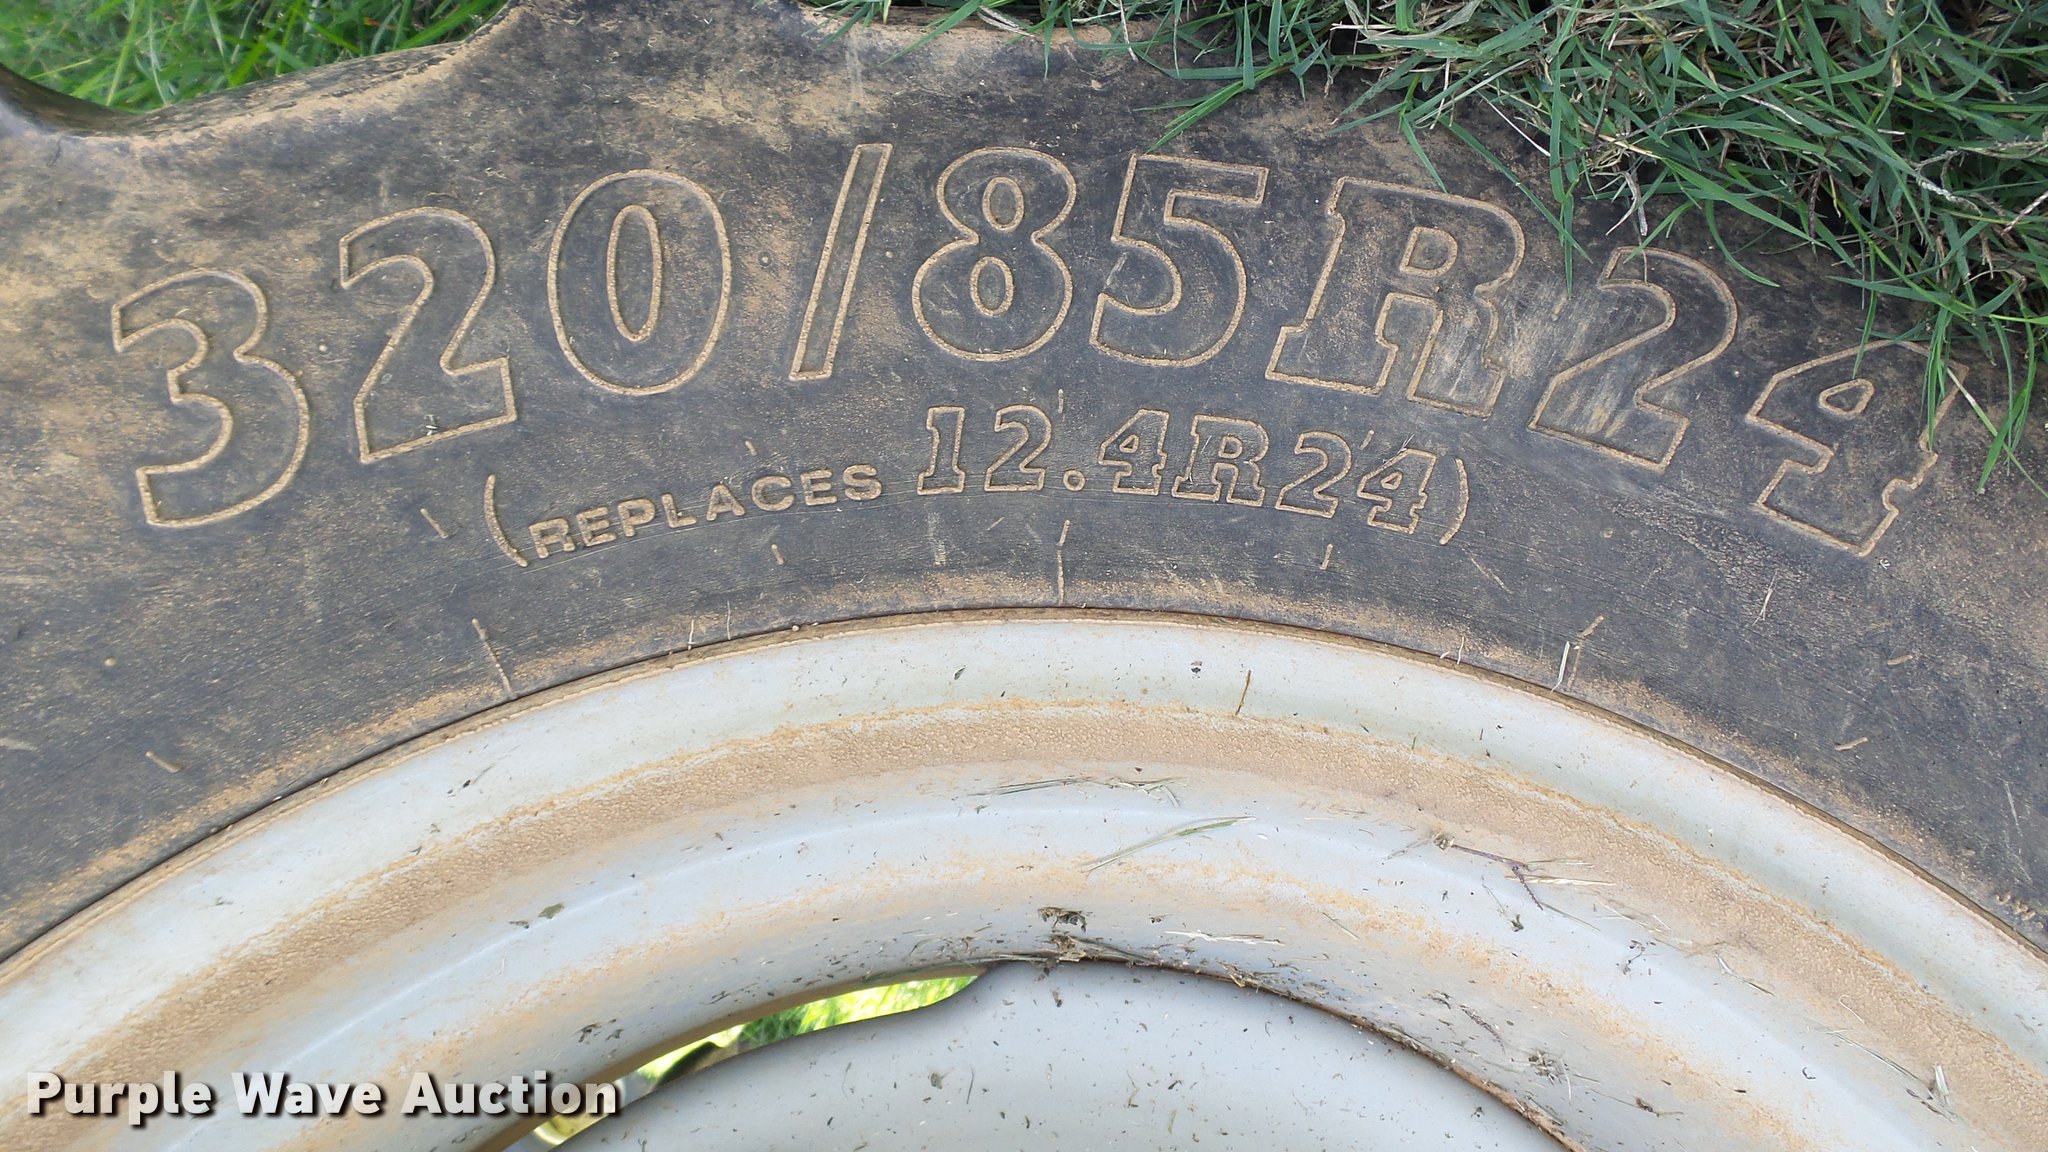 320/85R24
(REPLACES 12.4R24)
Purple Wave Auction